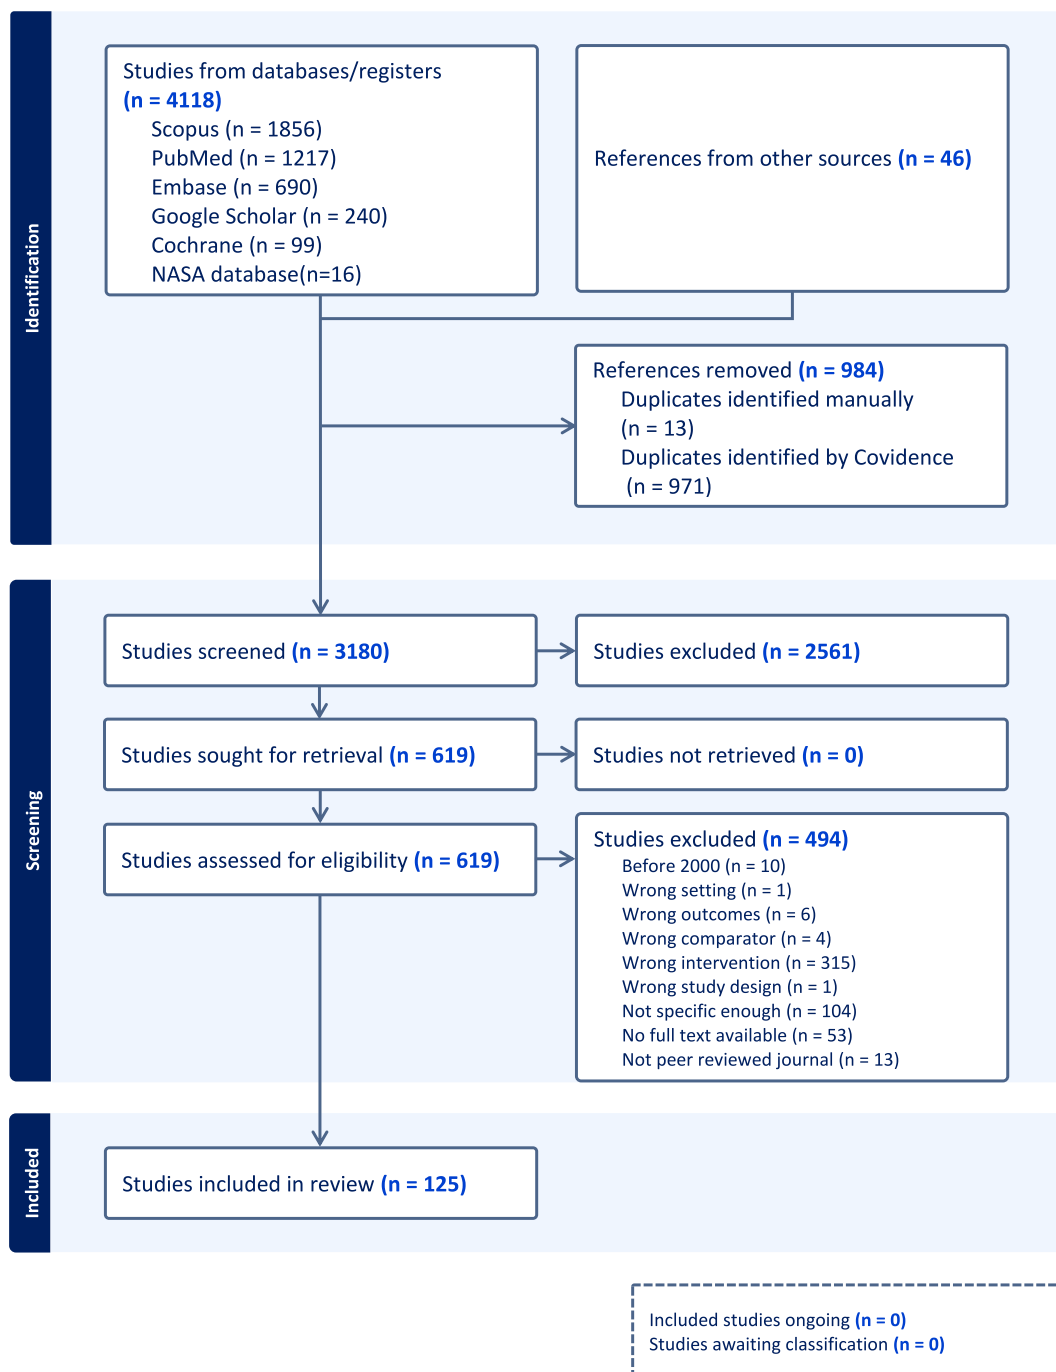 Identification
Studies from databases/registers
(n = 4118)
Scopus (n = 1856)
PubMed (n = 1217)
Embase (n = 690)
Google Scholar (n = 240)
Cochrane (n = 99)
NASA database(n=16)
References from other sources (n = 46)
References removed (n = 984)
Duplicates identified manually
(n = 13)
Duplicates identified by Covidence
(n = 971)
Screening
Studies screened (n = 3180)
Studies excluded (n = 2561)
Studies sought for retrieval (n = 619)
Studies not retrieved (n = 0)
Studies assessed for eligibility (n = 619)
Studies excluded (n = 494)
Before 2000 (n = 10)
Wrong setting (n = 1)
Wrong outcomes (n = 6)
Wrong comparator (n = 4)
Wrong intervention (n = 315)
Wrong study design (n = 1)
Not specific enough (n = 104)
No full text available (n = 53)
Not peer reviewed journal (n = 13)
Included
Studies included in review (n = 125)
Included studies ongoing (n = 0)
Studies awaiting classification (n = 0)